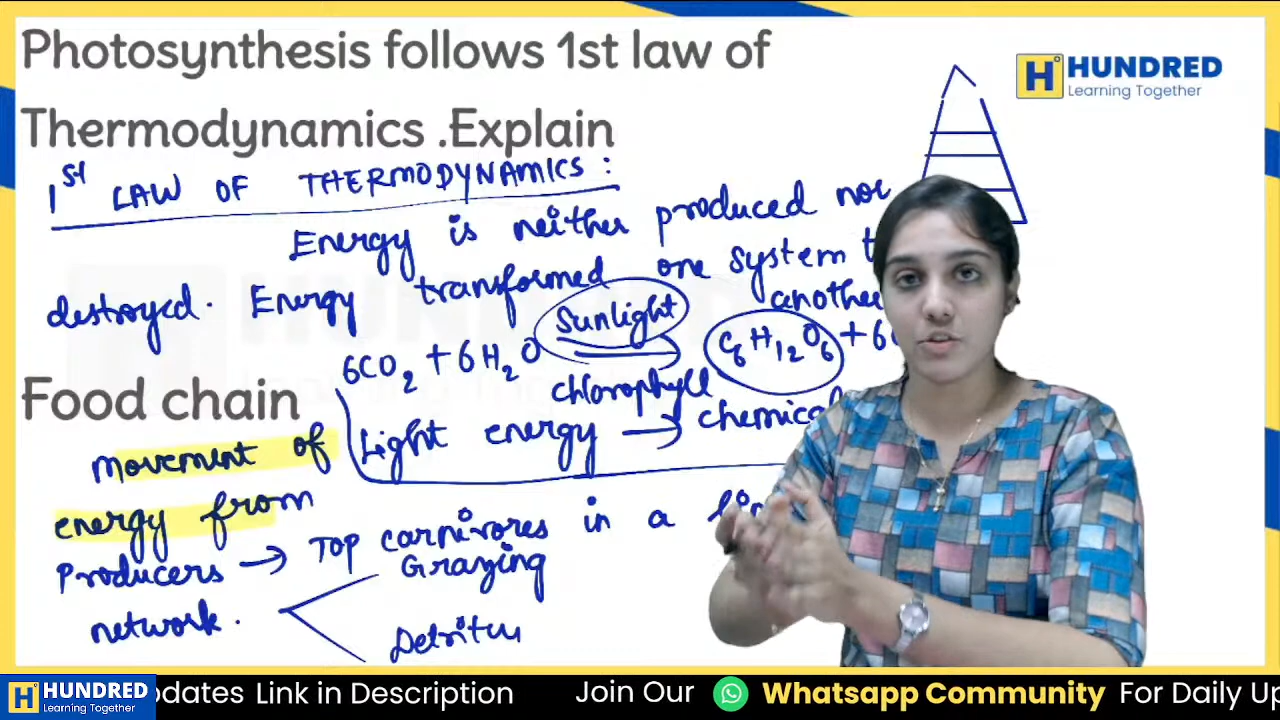 Photosynthesis follows 1st law of
Thermodynamics .Explain
HUNDRED
Learning Together
1st LAW OF THERMODYNAMICS :
Energy is neither produced nor
destroyed. Energy transformed one system
another
6CO2 + 6H2O Sunlight C6H12O6 + 6
chlorophyll
Light energy → chemical
Food chain
movement of
energy from
Producers → TOP carnivores in a
network.
Grazing
Detritus
HUNDRED
Learning Together
pdates Link in Description
Join Our Whatsapp Community For Daily Up